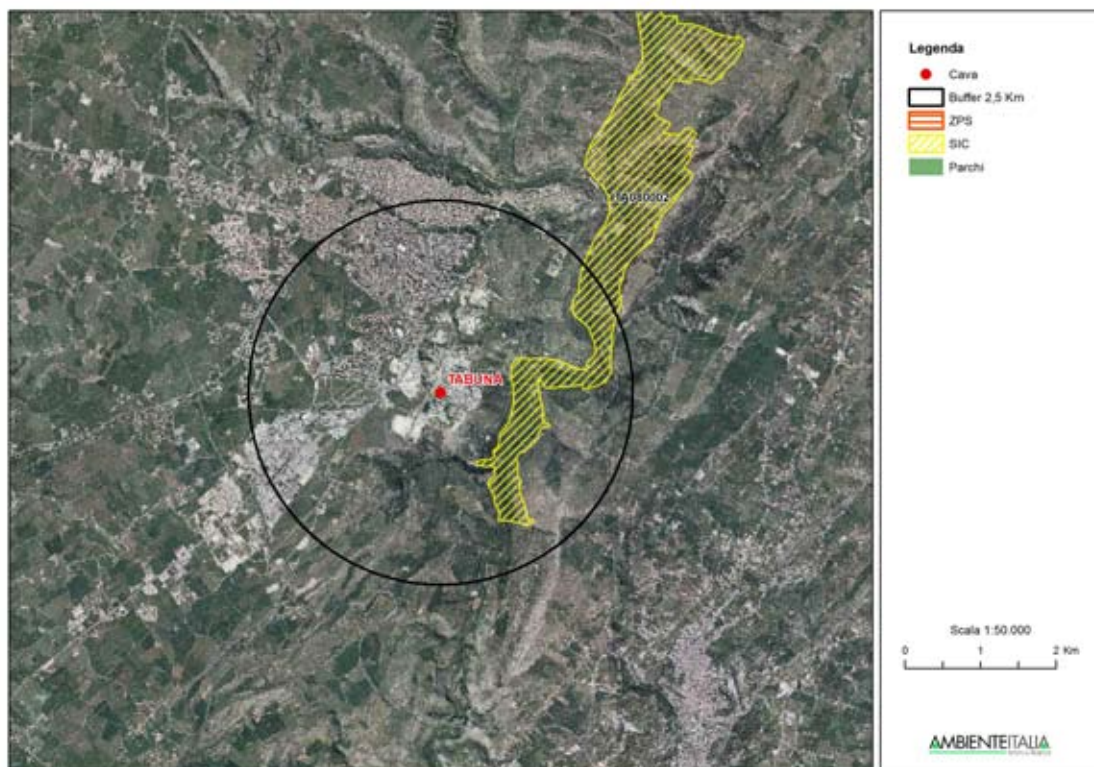 ITA080002
TABUNA
Legenda
Cava
Buffer 2,5 Km
ZPS
SIC
Parchi
Scala 1:50.000
0 1 2 Km
AMBIENTEITALIA